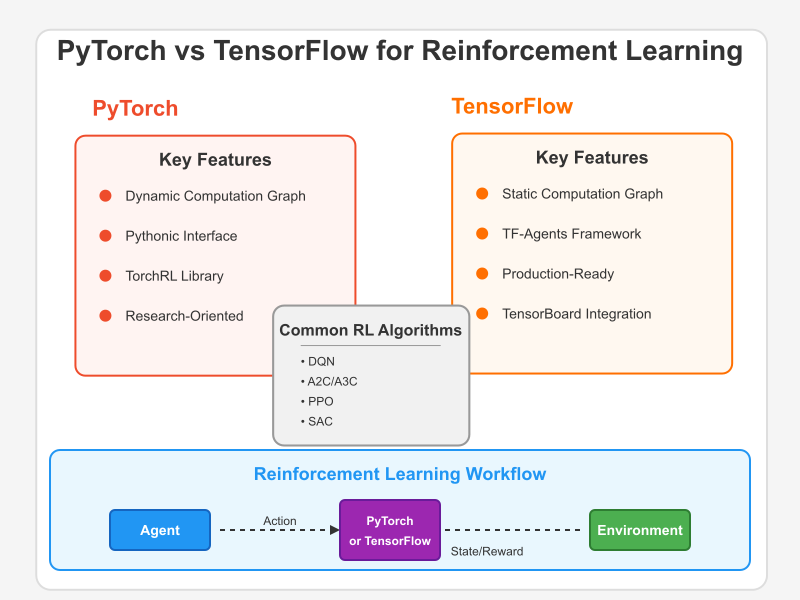 PyTorch vs TensorFlow for Reinforcement Learning
PyTorch
Key Features
Dynamic Computation Graph
Pythonic Interface
TorchRL Library
Research-Oriented
TensorFlow
Key Features
Static Computation Graph
TF-Agents Framework
Production-Ready
TensorBoard Integration
Common RL Algorithms
• DQN
• A2C/A3C
• PPO
• SAC
Reinforcement Learning Workflow
Agent
Action
PyTorch
or TensorFlow
State/Reward
Environment